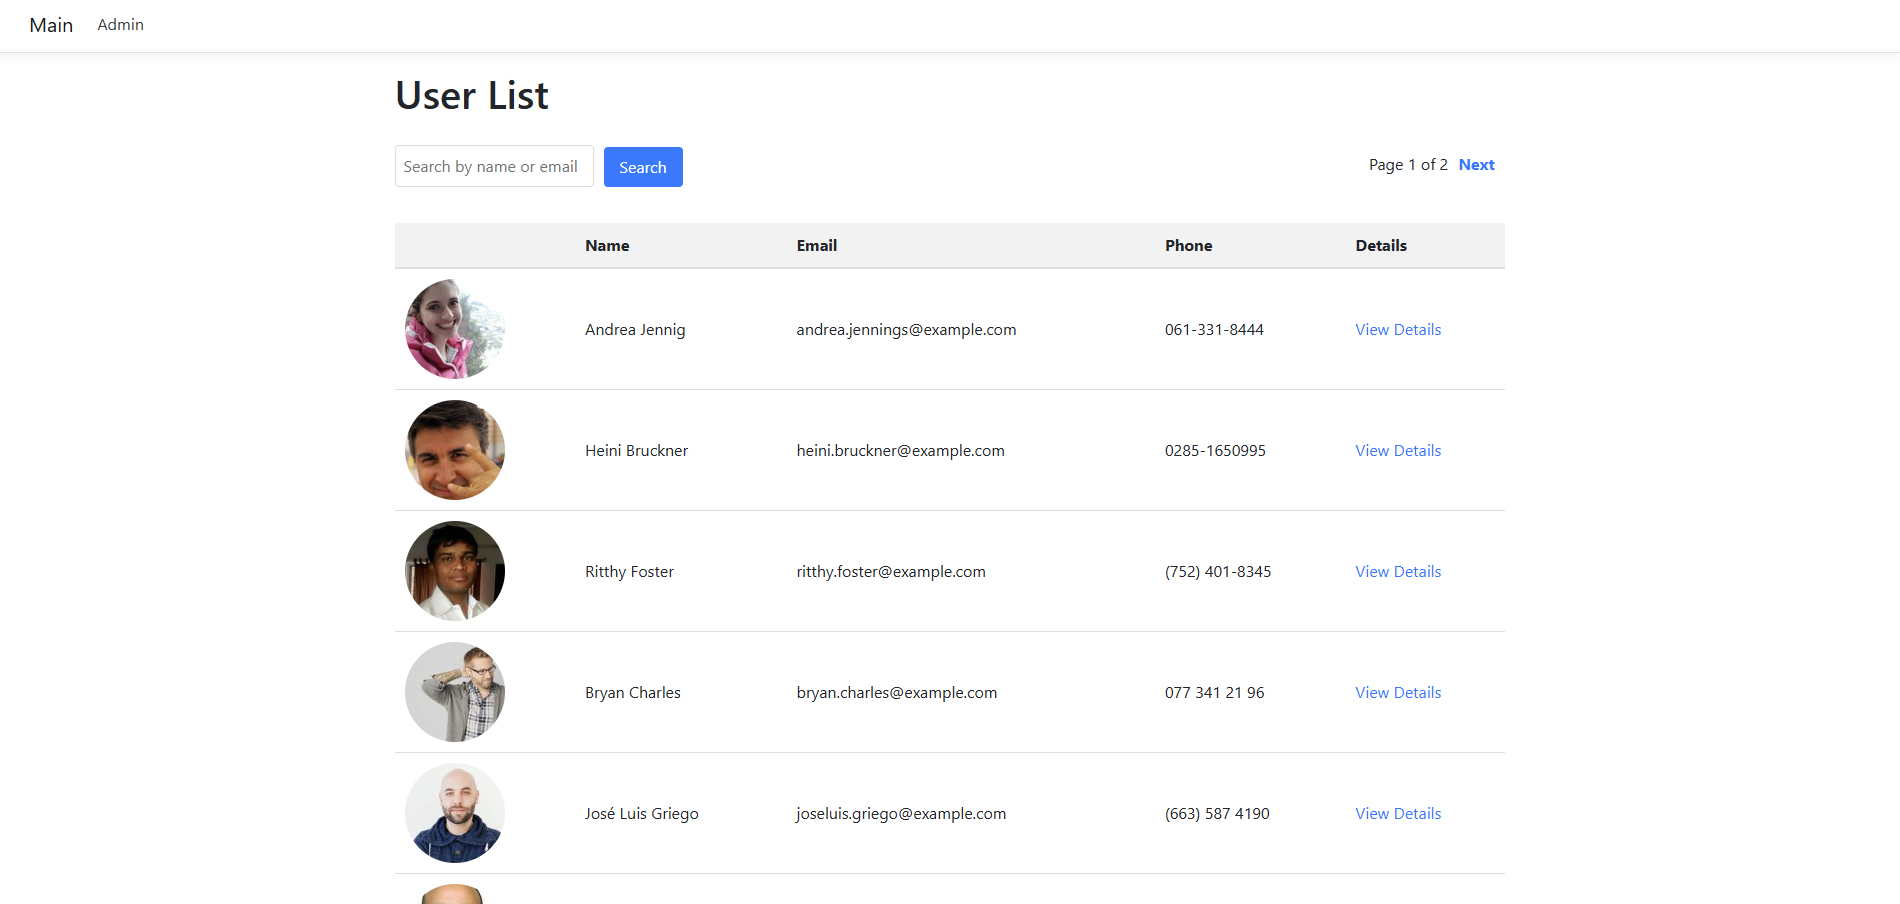 Main Admin
User List
Search by name or email Search Page 1 of 2 Next
Name Email Phone Details
Andrea Jennig andrea.jennings@example.com 061-331-8444 View Details
Heini Bruckner heini.bruckner@example.com 0285-1650995 View Details
Ritthy Foster ritthy.foster@example.com (752) 401-8345 View Details
Bryan Charles bryan.charles@example.com 077 341 21 96 View Details
José Luis Griego joseluis.griego@example.com (663) 587 4190 View Details